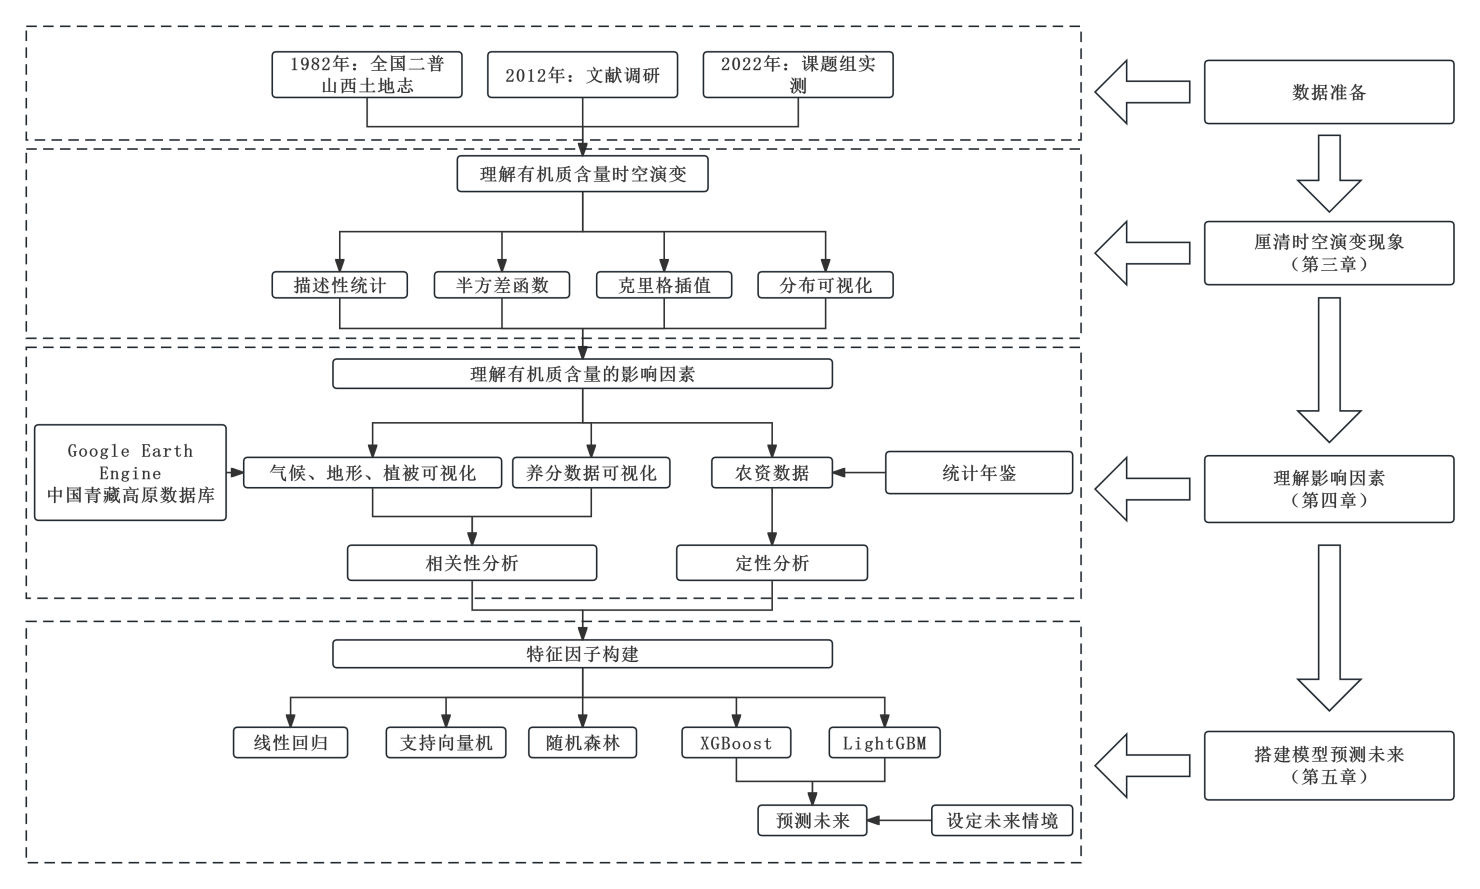 1982年：全国二普
山西土地志
2012年：文献调研
2022年：课题组实
测
数据准备
理解有机质含量时空演变
厘清时空演变现象
（第三章）
描述性统计
半方差函数
克里格插值
分布可视化
理解有机质含量的影响因素
Google Earth
Engine
中国青藏高原数据库
气候、地形、植被可视化
养分数据可视化
农资数据
统计年鉴
理解影响因素
（第四章）
相关性分析
定性分析
特征因子构建
线性回归
支持向量机
随机森林
XGBoost
LightGBM
搭建模型预测未来
（第五章）
预测未来
设定未来情境